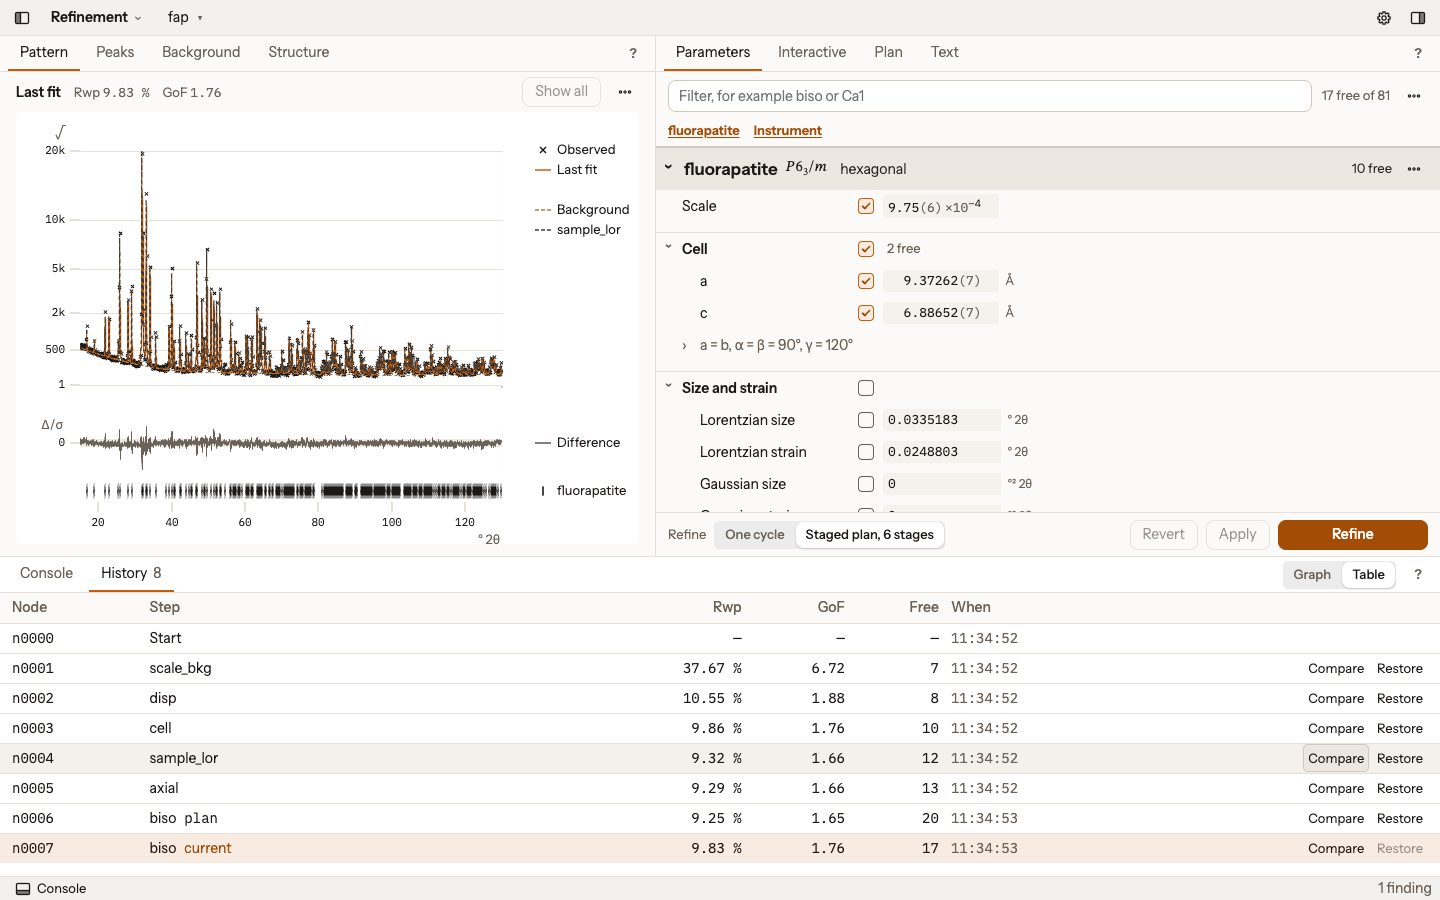 Refinement fap
Pattern Peaks Background Structure ?
Last fit Rwp 9.83 % GoF 1.76 Show all
√
20k
10k
5k
2k
500
1
Δ/σ
0
20 40 60 80 100 120
°2θ
Observed
Last fit
Background
sample_lor
Difference
fluorapatite
Parameters Interactive Plan Text ?
Filter, for example biso or Ca1 17 free of 81
fluorapatite Instrument
fluorapatite P6₃/m hexagonal 10 free
Scale 9.75(6) ×10⁻⁴
Cell 2 free
a 9.37262(7) Å
c 6.88652(7) Å
a = b, α = β = 90°, γ = 120°
Size and strain
Lorentzian size 0.0335183 °2θ
Lorentzian strain 0.0248803 °2θ
Gaussian size 0 °² 2θ
Refine One cycle Staged plan, 6 stages Revert Apply Refine
Console History 8 Graph Table ?
Node Step Rwp GoF Free When
n0000 Start — — — 11:34:52
n0001 scale_bkg 37.67 % 6.72 7 11:34:52 Compare Restore
n0002 disp 10.55 % 1.88 8 11:34:52 Compare Restore
n0003 cell 9.86 % 1.76 10 11:34:52 Compare Restore
n0004 sample_lor 9.32 % 1.66 12 11:34:52 Compare Restore
n0005 axial 9.29 % 1.66 13 11:34:52 Compare Restore
n0006 biso plan 9.25 % 1.65 20 11:34:53 Compare Restore
n0007 biso current 9.83 % 1.76 17 11:34:53 Compare Restore
Console 1 finding